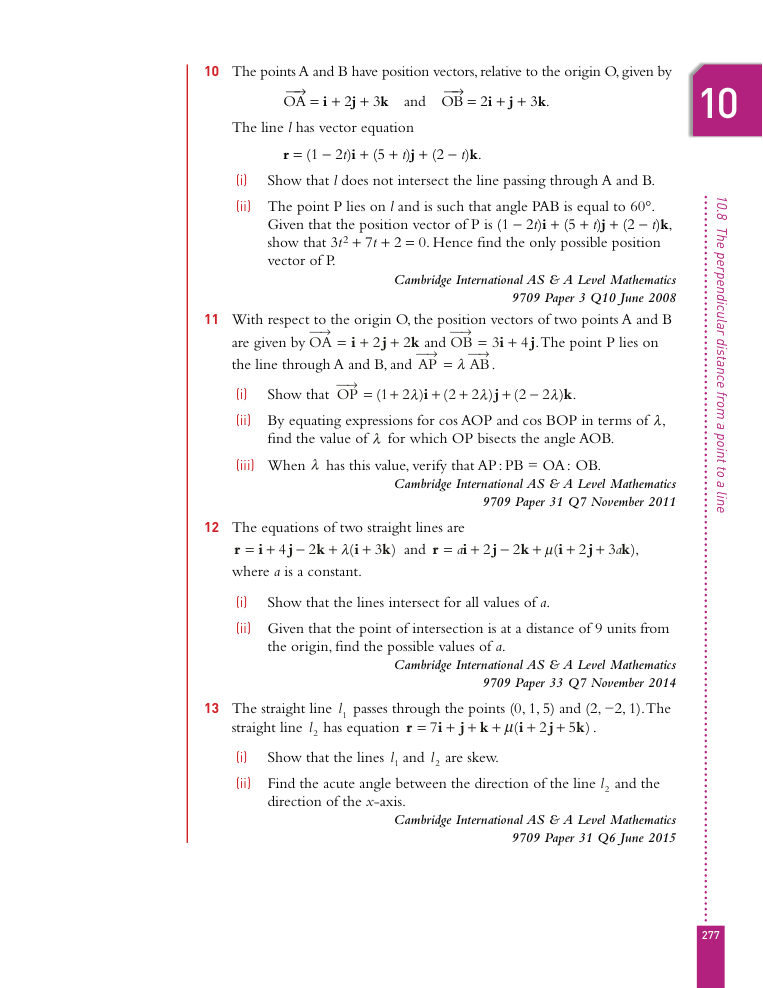 10 The points A and B have position vectors, relative to the origin O, given by
OA⃗ = i + 2j + 3k and OB⃗ = 2i + j + 3k.
The line l has vector equation
r = (1 − 2t)i + (5 + t)j + (2 − t)k.
(i) Show that l does not intersect the line passing through A and B.
(ii) The point P lies on l and is such that angle PAB is equal to 60°.
Given that the position vector of P is (1 − 2t)i + (5 + t)j + (2 − t)k,
show that 3t² + 7t + 2 = 0. Hence find the only possible position
vector of P.
Cambridge International AS & A Level Mathematics
9709 Paper 3 Q10 June 2008
11 With respect to the origin O, the position vectors of two points A and B
are given by OA⃗ = i + 2j + 2k and OB⃗ = 3i + 4j. The point P lies on
the line through A and B, and AP⃗ = λ AB⃗.
(i) Show that OP⃗ = (1 + 2λ)i + (2 + 2λ)j + (2 − 2λ)k.
(ii) By equating expressions for cos AOP and cos BOP in terms of λ,
find the value of λ for which OP bisects the angle AOB.
(iii) When λ has this value, verify that AP : PB = OA : OB.
Cambridge International AS & A Level Mathematics
9709 Paper 31 Q7 November 2011
12 The equations of two straight lines are
r = i + 4j − 2k + λ(i + 3k) and r = ai + 2j − 2k + μ(i + 2j + 3ak),
where a is a constant.
(i) Show that the lines intersect for all values of a.
(ii) Given that the point of intersection is at a distance of 9 units from
the origin, find the possible values of a.
Cambridge International AS & A Level Mathematics
9709 Paper 33 Q7 November 2014
13 The straight line l₁ passes through the points (0, 1, 5) and (2, −2, 1). The
straight line l₂ has equation r = 7i + j + k + μ(i + 2j + 5k).
(i) Show that the lines l₁ and l₂ are skew.
(ii) Find the acute angle between the direction of the line l₂ and the
direction of the x-axis.
Cambridge International AS & A Level Mathematics
9709 Paper 31 Q6 June 2015
10
10.8 The perpendicular distance from a point to a line
277